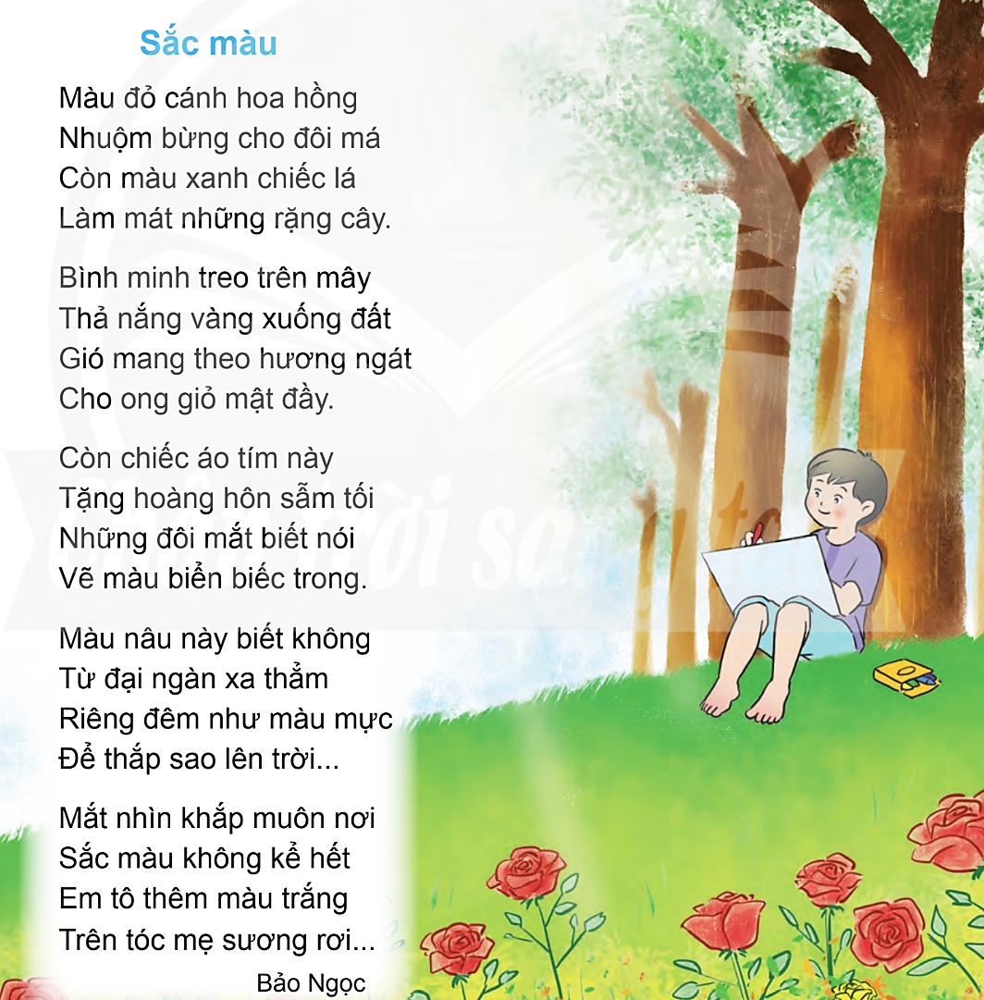 Sắc màu
Màu đỏ cánh hoa hồng
Nhuộm bừng cho đôi má
Còn màu xanh chiếc lá
Làm mát những rặng cây.
Bình minh treo trên mây
Thả nắng vàng xuống đất
Gió mang theo hương ngát
Cho ong giỏ mật đầy.
Còn chiếc áo tím này
Tặng hoàng hôn sẫm tối
Những đôi mắt biết nói
Vẽ màu biển biếc trong.
Màu nâu này biết không
Từ đại ngàn xa thẳm
Riêng đêm như màu mực
Để thắp sao lên trời...
Mắt nhìn khắp muôn nơi
Sắc màu không kể hết
Em tô thêm màu trắng
Trên tóc mẹ sương rơi...
Bảo Ngọc